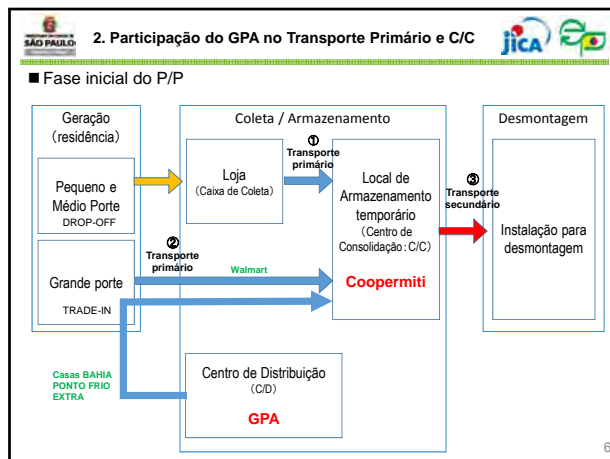 SÃO PAULO
2. Participação do GPA no Transporte Primário e C/C
jica
■ Fase inicial do P/P
Geração
(residência)
Coleta / Armazenamento
Desmontagem
Pequeno e
Médio Porte
DROP-OFF
Loja
(Caixa de Coleta)
①
Transporte
primário
Local de
Armazenamento
temporário
(Centro de
Consolidação: C/C)
Coopermiti
③
Transporte
secundário
Instalação para
desmontagem
Grande porte
TRADE-IN
②
Transporte
primário
Walmart
Casas BAHIA
PONTO FRIO
EXTRA
Centro de Distribuição
(C/D)
GPA
6